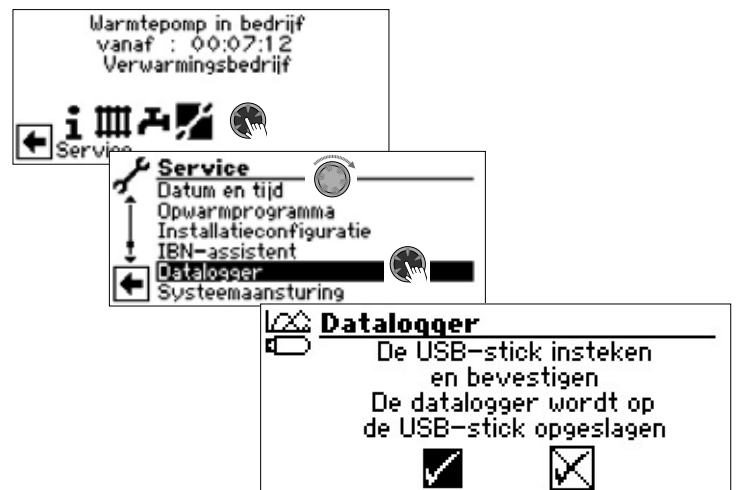 Warmtepomp in bedrijf
vanaf : 00:07:12
Verwarmingsbedrijf
Service
Service
Datum en tijd
Opwarmprogramma
Installatieconfiguratie
IBN-assistent
Datalogger
Systeemaansturing
Datalogger
De USB-stick insteken
en bevestigen
De datalogger wordt op
de USB-stick opgeslagen